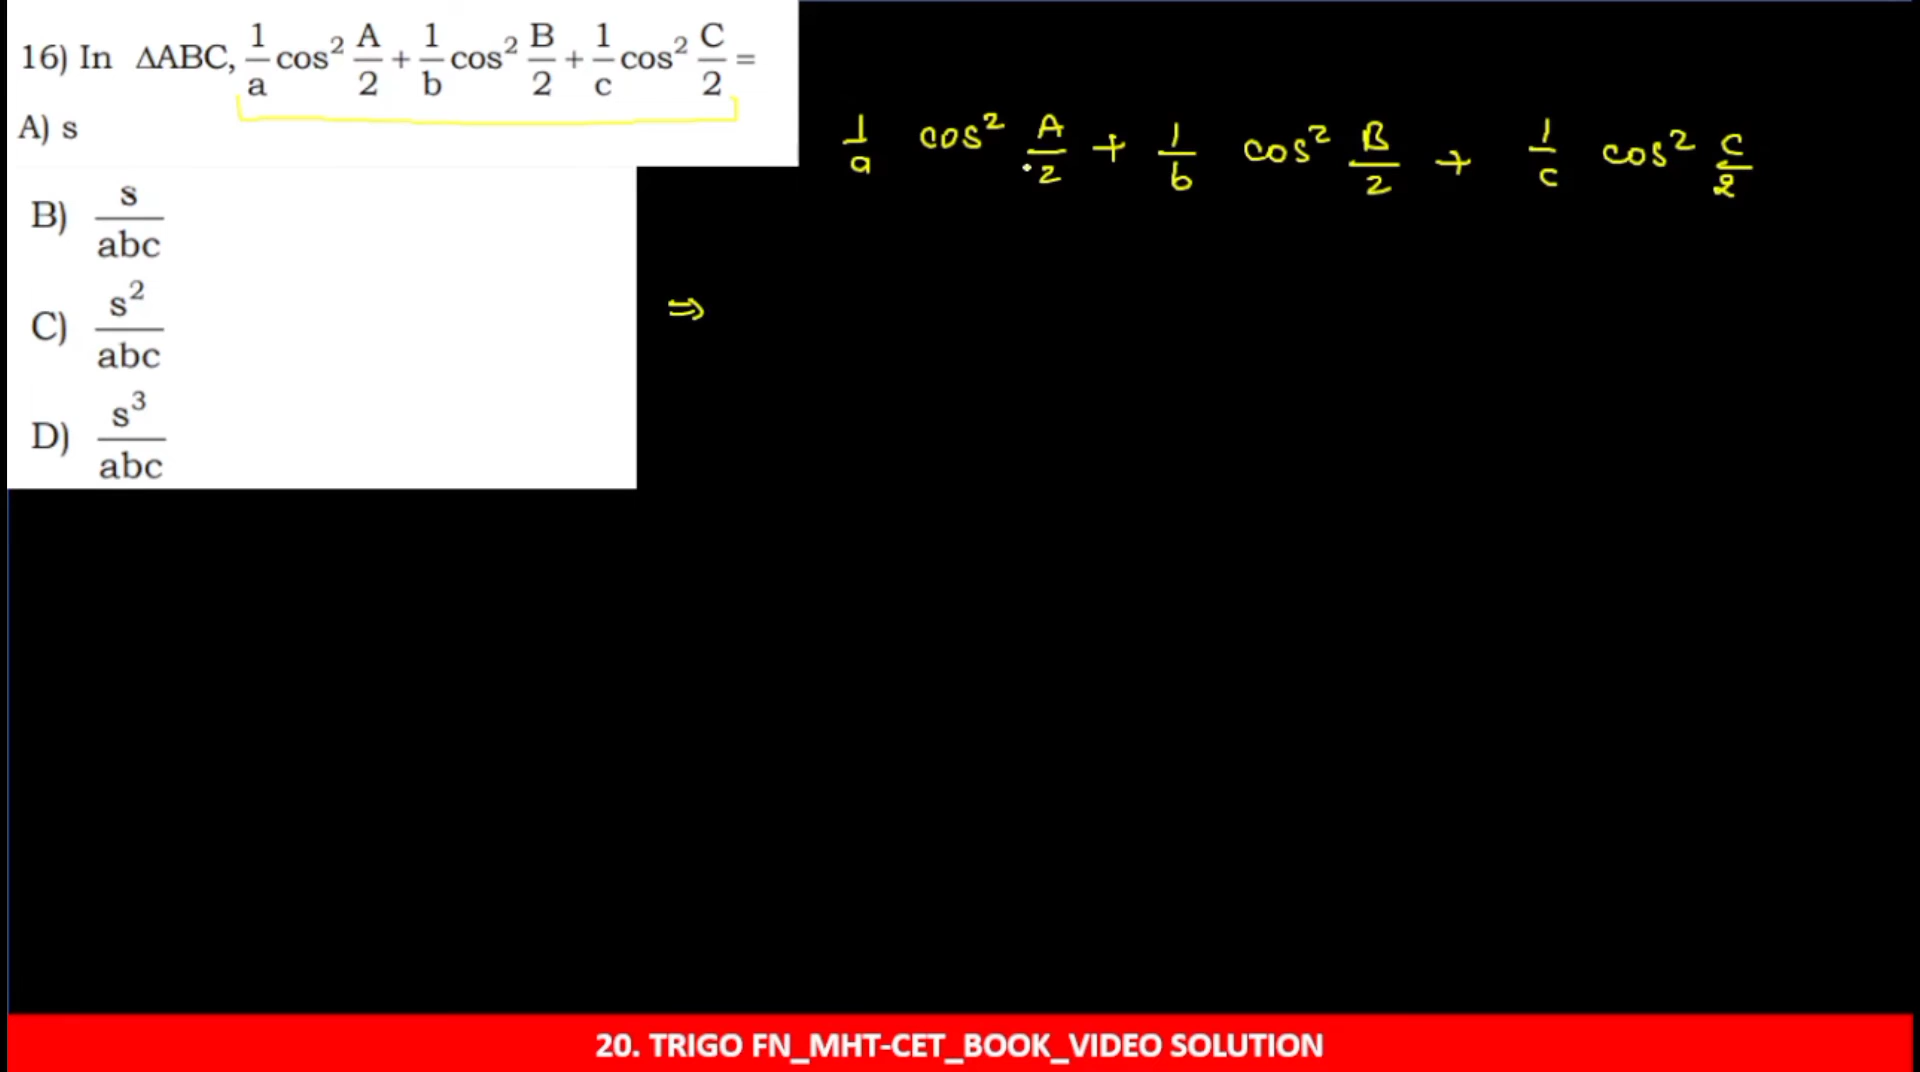 16) In ΔABC, 1/a cos² A/2 + 1/b cos² B/2 + 1/c cos² C/2 =
A) s
B) s/abc
C) s²/abc
D) s³/abc
1/a cos² A/2 + 1/b cos² B/2 + 1/c cos² C/2
⇒
20. TRIGO FN_MHT-CET_BOOK_VIDEO SOLUTION